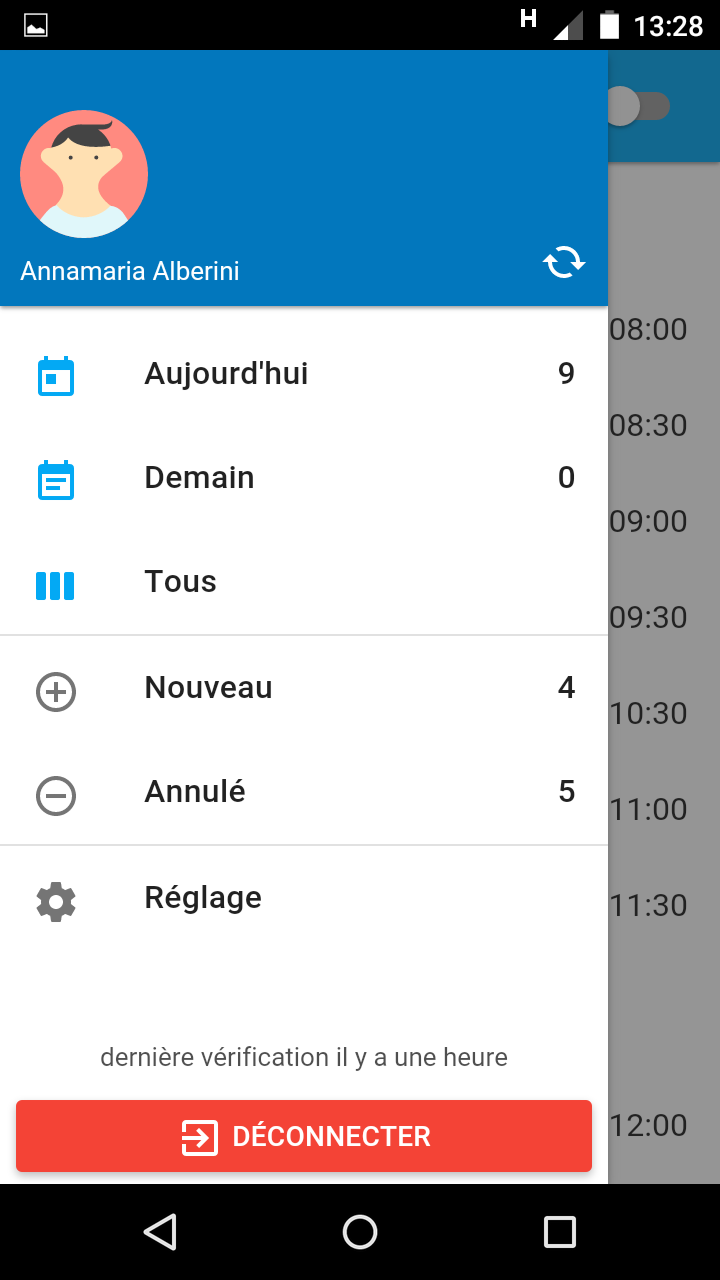 H 13:28
Annamaria Alberini
08:00
Aujourd'hui 9
08:30
Demain 0
09:00
Tous
09:30
Nouveau 4
10:30
Annulé 5
11:00
Réglage
11:30
dernière vérification il y a une heure
DÉCONNECTER
12:00